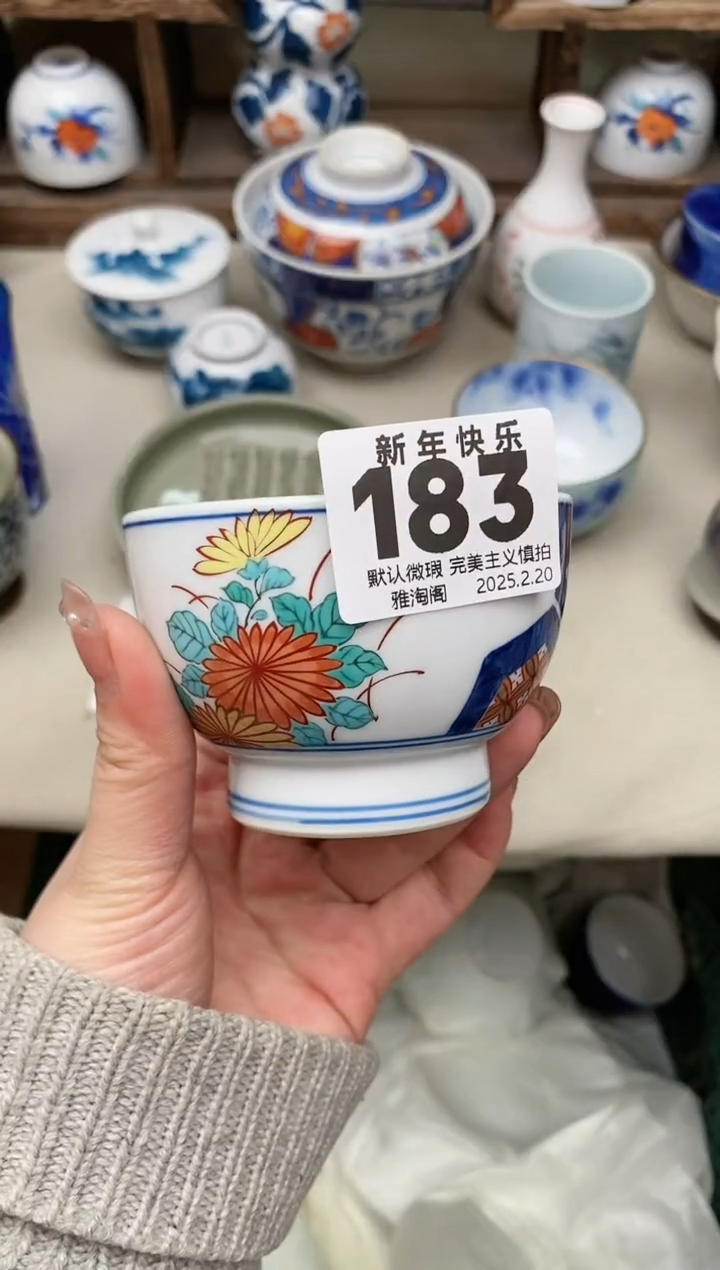 新年快乐
183
默认微瑕 完美主义慎拍
雅淘阁 2025.2.20